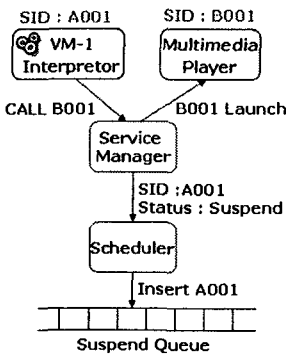 SID : A001
SID : B001
VM-1
Interpretor
Multimedia
Player
CALL B001
B001 Launch
Service
Manager
SID :A001
Status : Suspend
Scheduler
Insert A001
Suspend Queue